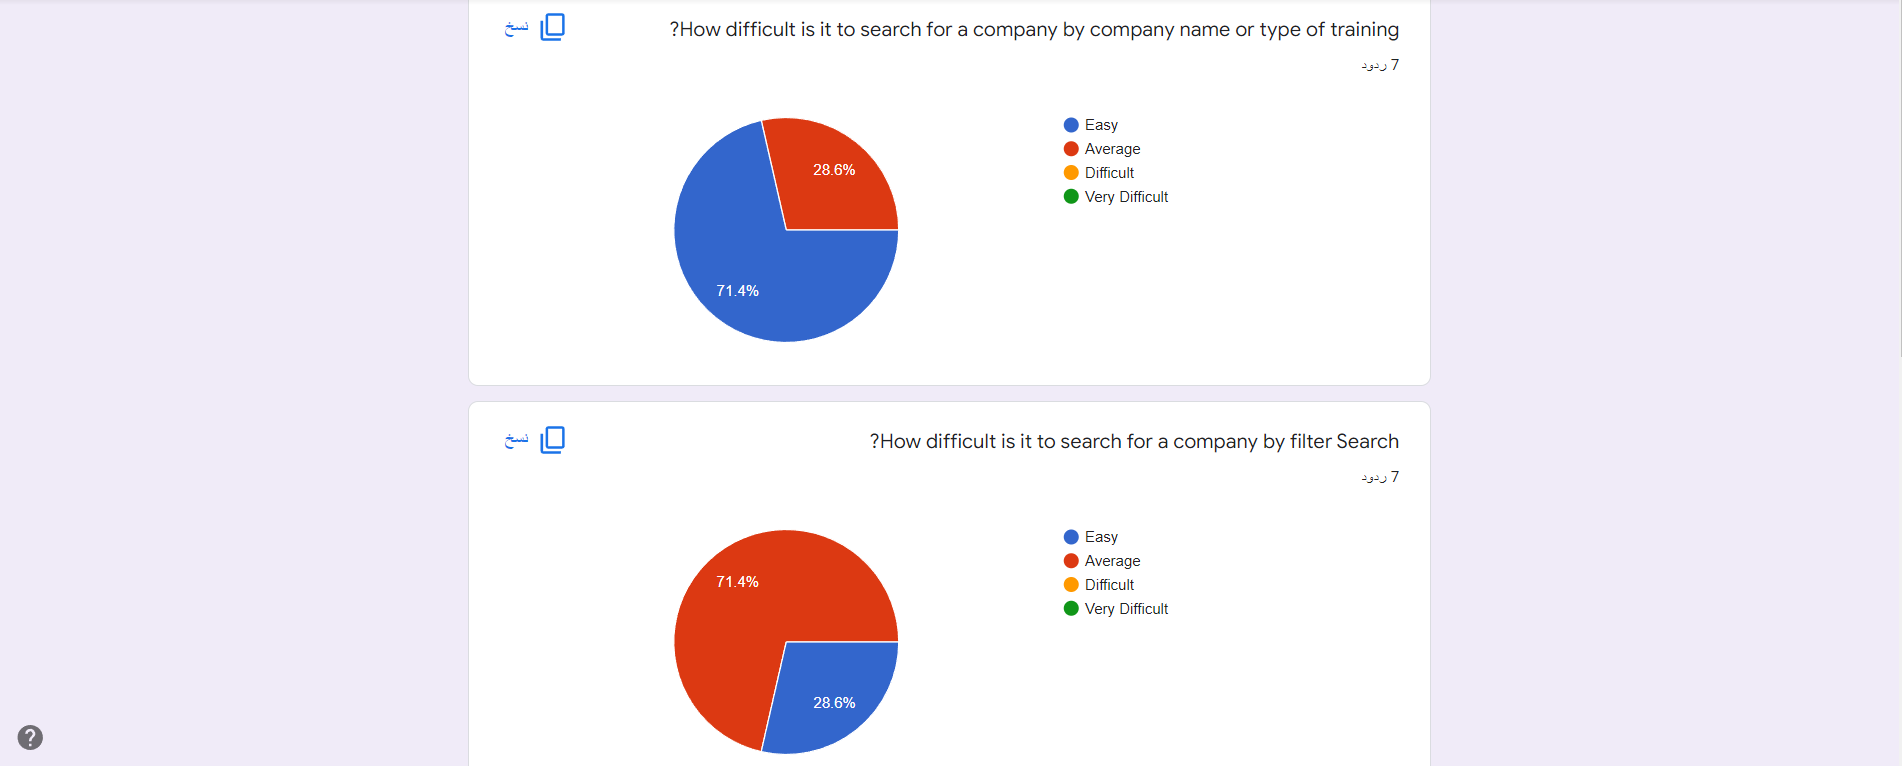 ?How difficult is it to search for a company by company name or type of training
نسخ
7 ردود
Easy
Average
Difficult
Very Difficult
28.6%
71.4%
?How difficult is it to search for a company by filter Search
نسخ
7 ردود
Easy
Average
Difficult
Very Difficult
71.4%
28.6%
?